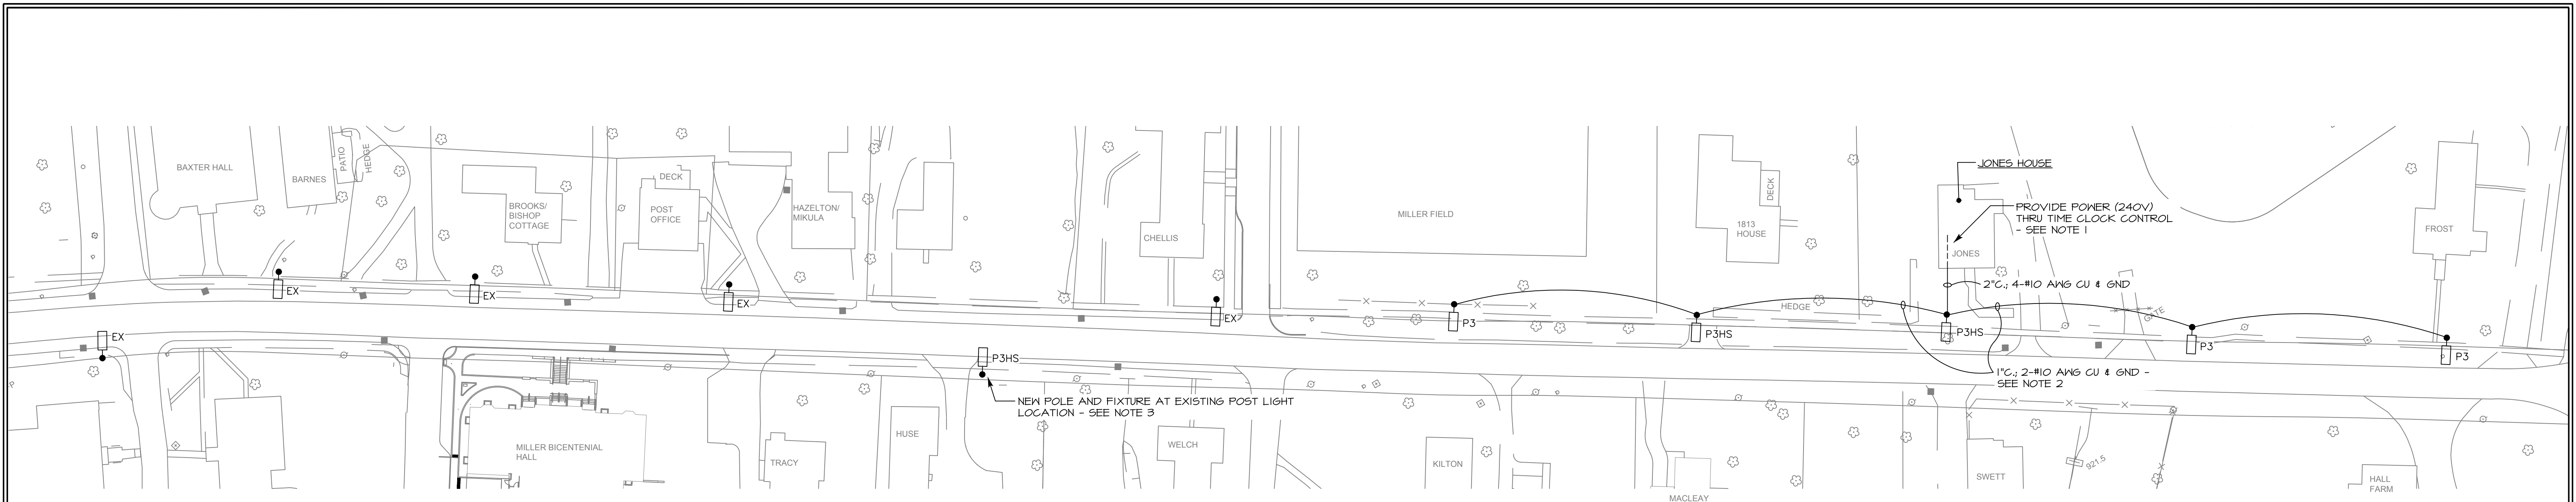 BAXTER HALL
BARNES
PATIO
HEDGE
BROOKS/
BISHOP
COTTAGE
DECK
POST
OFFICE
HAZELTON/
MIKULA
CHELLIS
MILLER FIELD
1813
HOUSE
DECK
JONES HOUSE
PROVIDE POWER (240V)
THRU TIME CLOCK CONTROL
- SEE NOTE 1
JONES
FROST
2"C.; 4-#10 AWG CU & GND
HEDGE
GATE
EX
EX
EX
EX
P3
P3HS
P3HS
P3
P3
EX
P3HS
1"C.; 2-#10 AWG CU & GND -
SEE NOTE 2
NEW POLE AND FIXTURE AT EXISTING POST LIGHT
LOCATION - SEE NOTE 3
MILLER BICENTENIAL
HALL
TRACY
HUSE
WELCH
KILTON
MACLEAY
SWETT
921.5
HALL
FARM